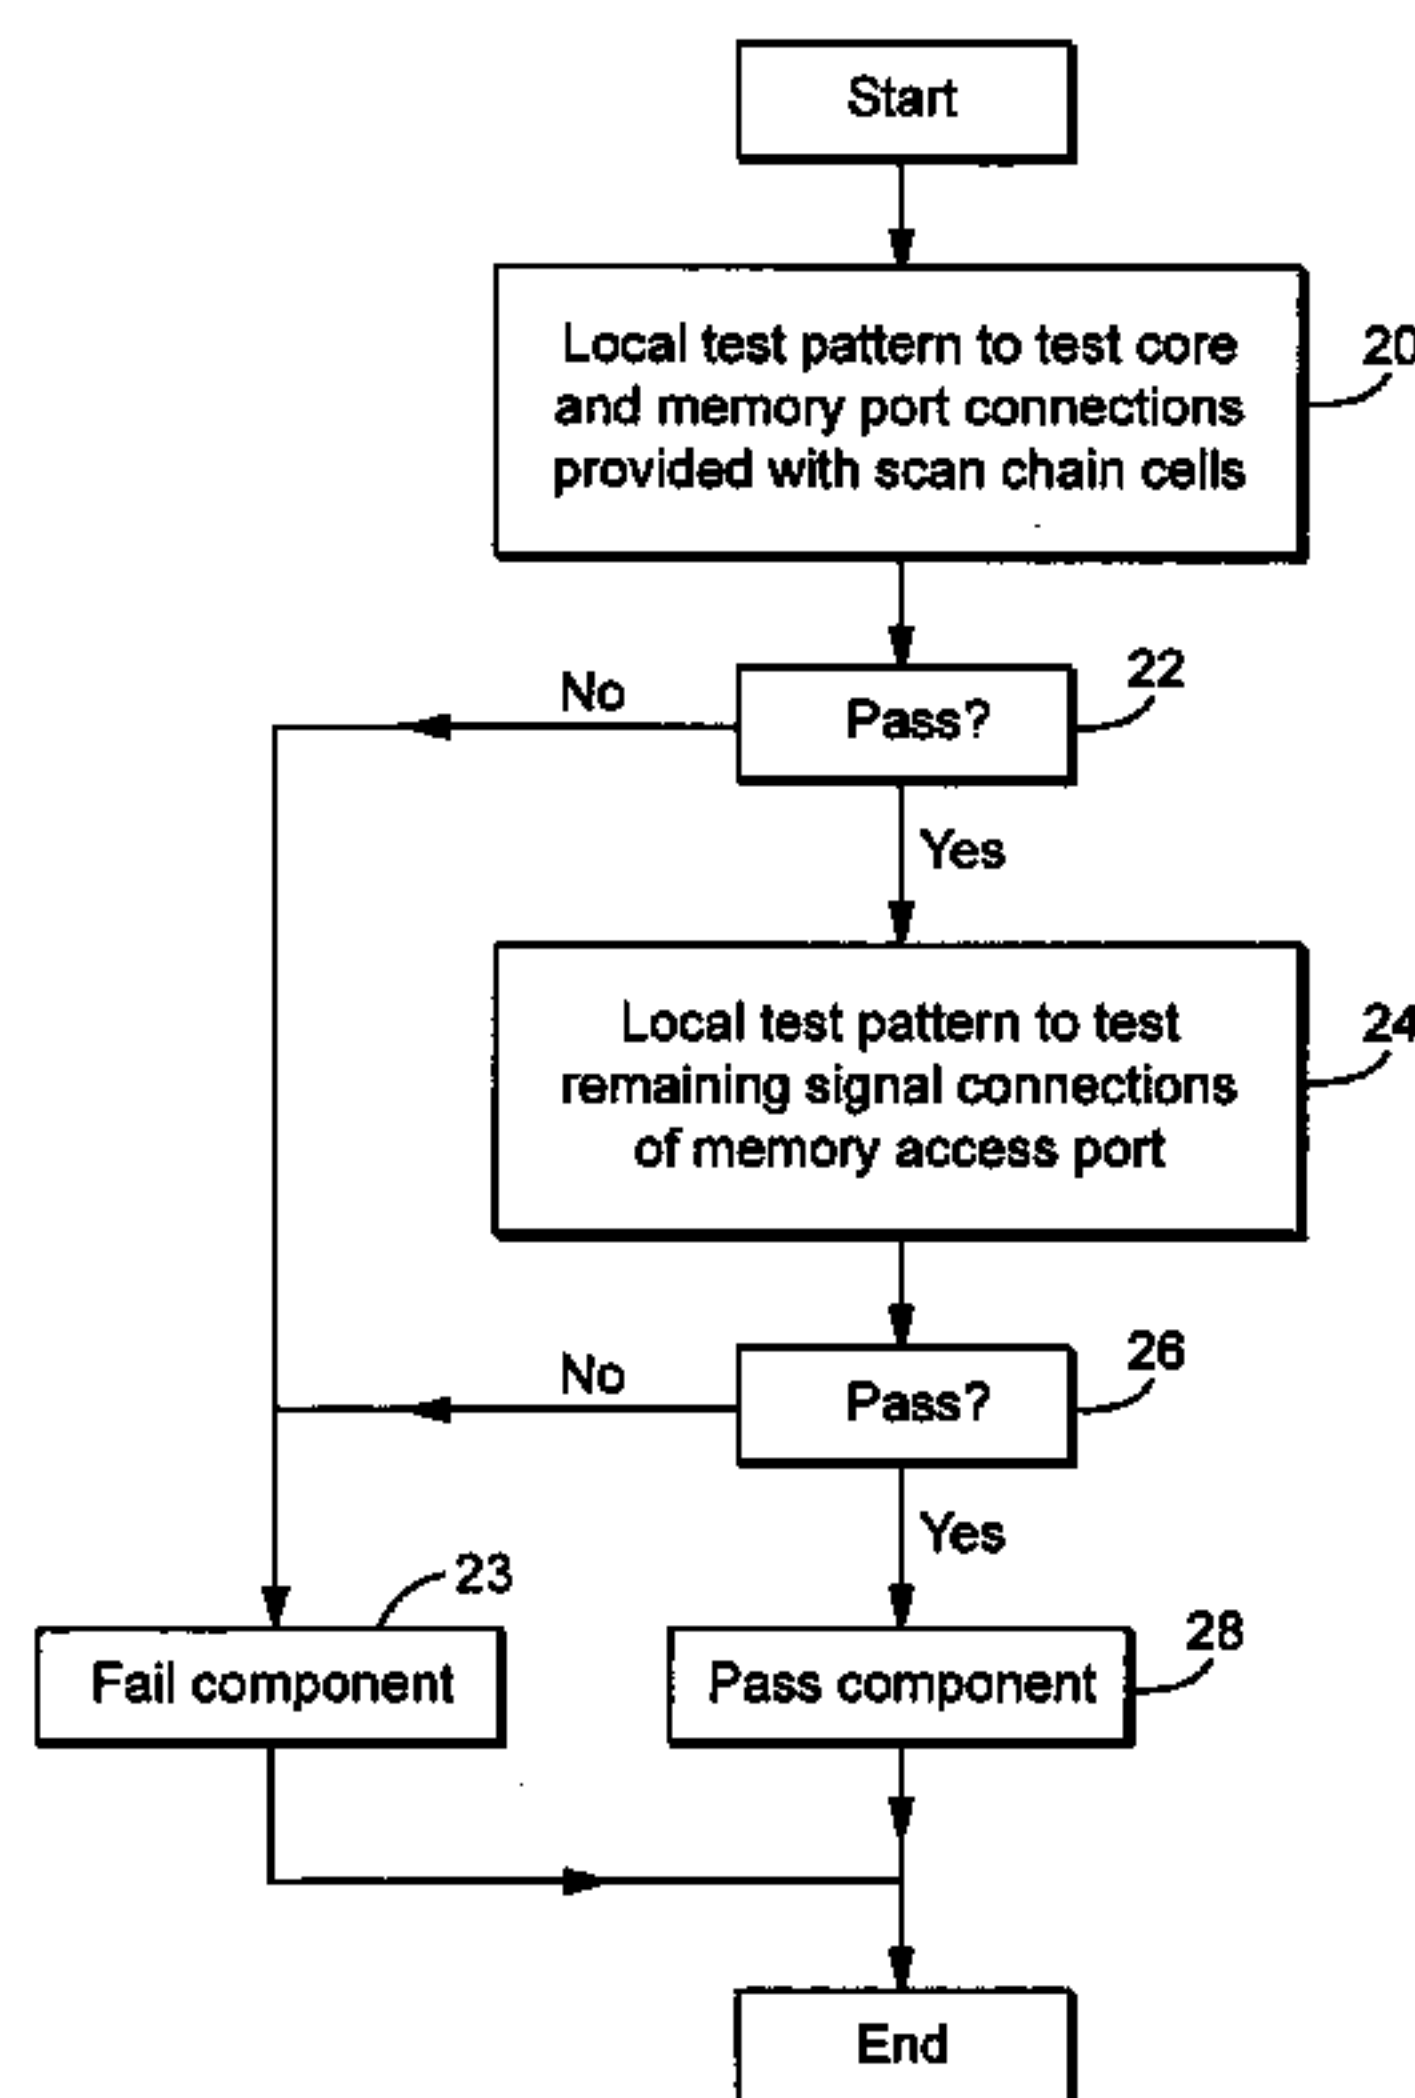 Start
Local test pattern to test core
and memory port connections
provided with scan chain cells
20
22
No
Pass?
Yes
Local test pattern to test
remaining signal connections
of memory access port
24
26
No
Pass?
Yes
23
28
Fail component
Pass component
End